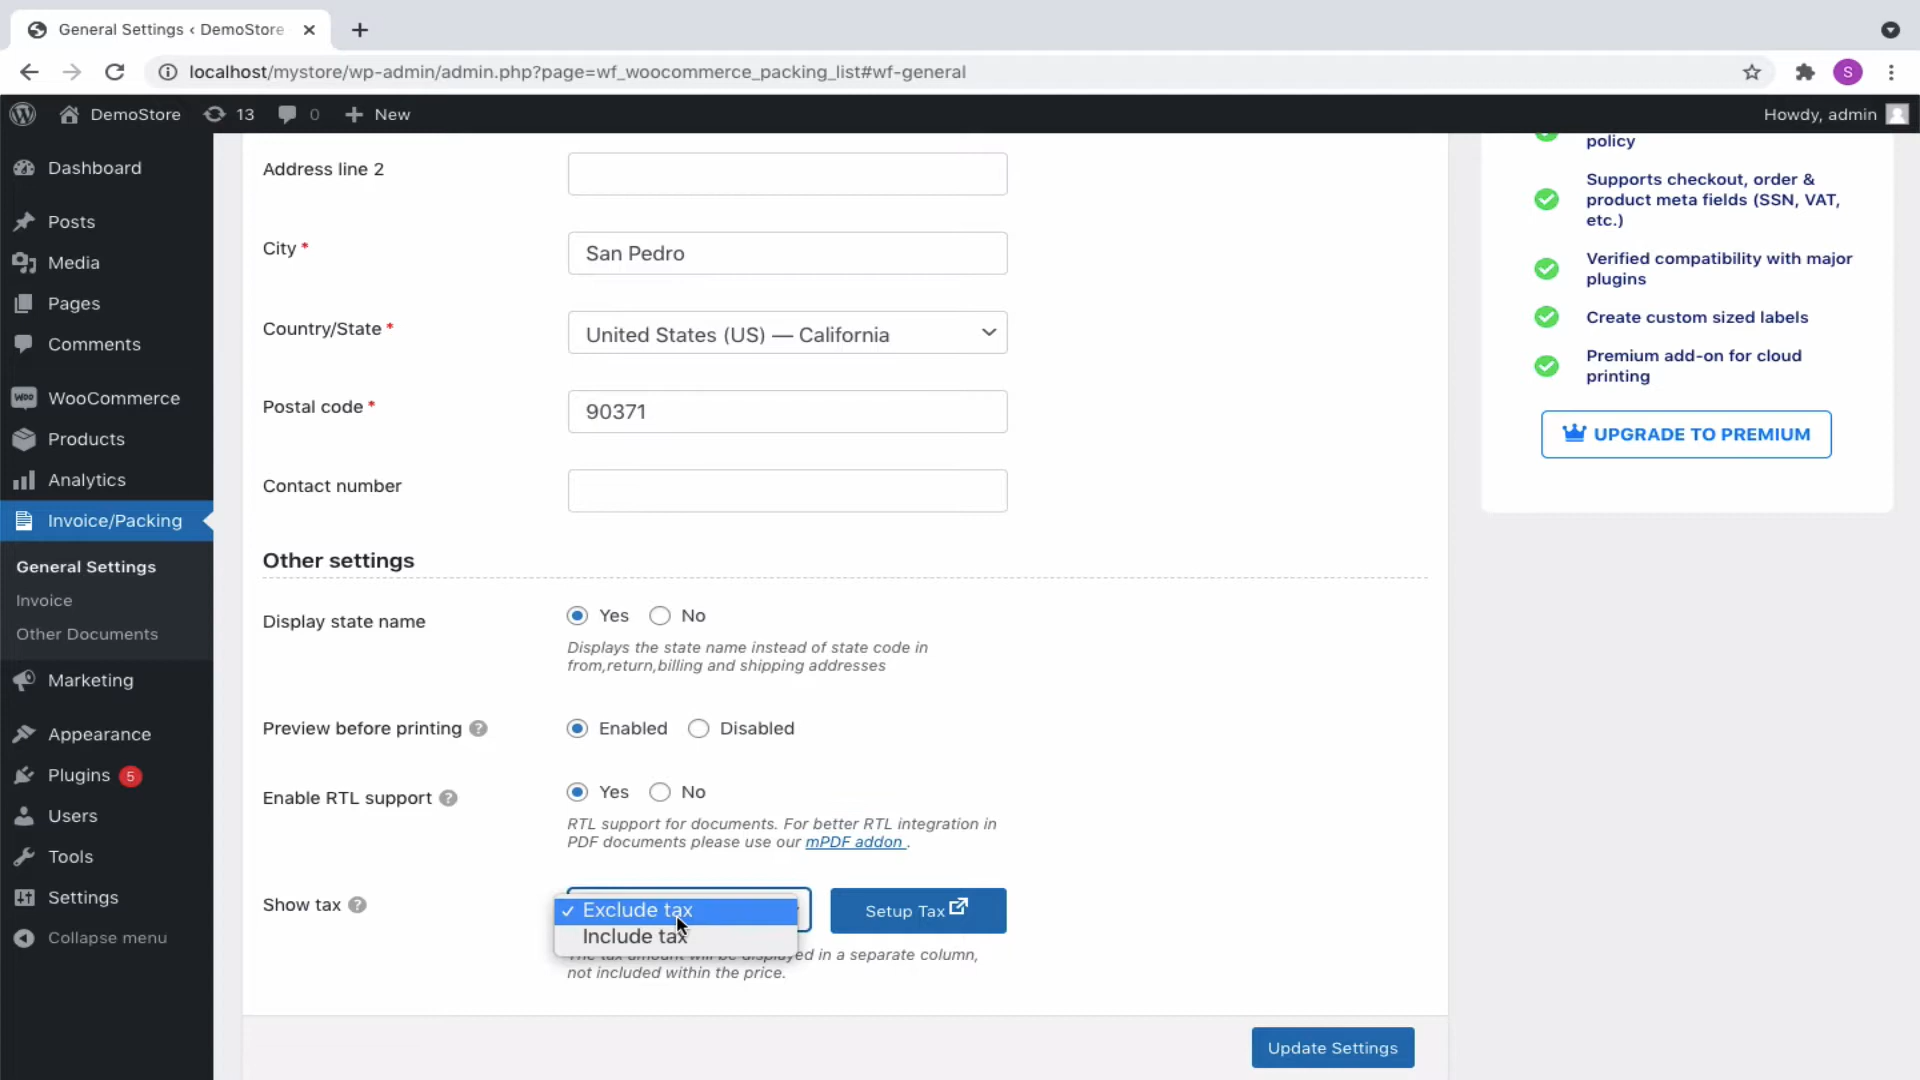 General Settings ‹ DemoStore
localhost/mystore/wp-admin/admin.php?page=wf_woocommerce_packing_list#wf-general
S
DemoStore
13
0
New
Howdy, admin
Dashboard
Posts
Media
Pages
Comments
WooCommerce
Products
Analytics
Invoice/Packing
General Settings
Invoice
Other Documents
Marketing
Appearance
Plugins 5
Users
Tools
Settings
Collapse menu
Address line 2
City *
San Pedro
Country/State *
United States (US) — California
Postal code *
90371
Contact number
Other settings
Display state name
Yes
No
Displays the state name instead of state code in
from,return,billing and shipping addresses
Preview before printing ?
Enabled
Disabled
Enable RTL support ?
Yes
No
RTL support for documents. For better RTL integration in
PDF documents please use our mPDF addon .
Show tax ?
✓ Exclude tax
Include tax
Setup Tax
The tax amount will be displayed in a separate column,
not included within the price.
Update Settings
policy
Supports checkout, order &
product meta fields (SSN, VAT,
etc.)
Verified compatibility with major
plugins
Create custom sized labels
Premium add-on for cloud
printing
UPGRADE TO PREMIUM